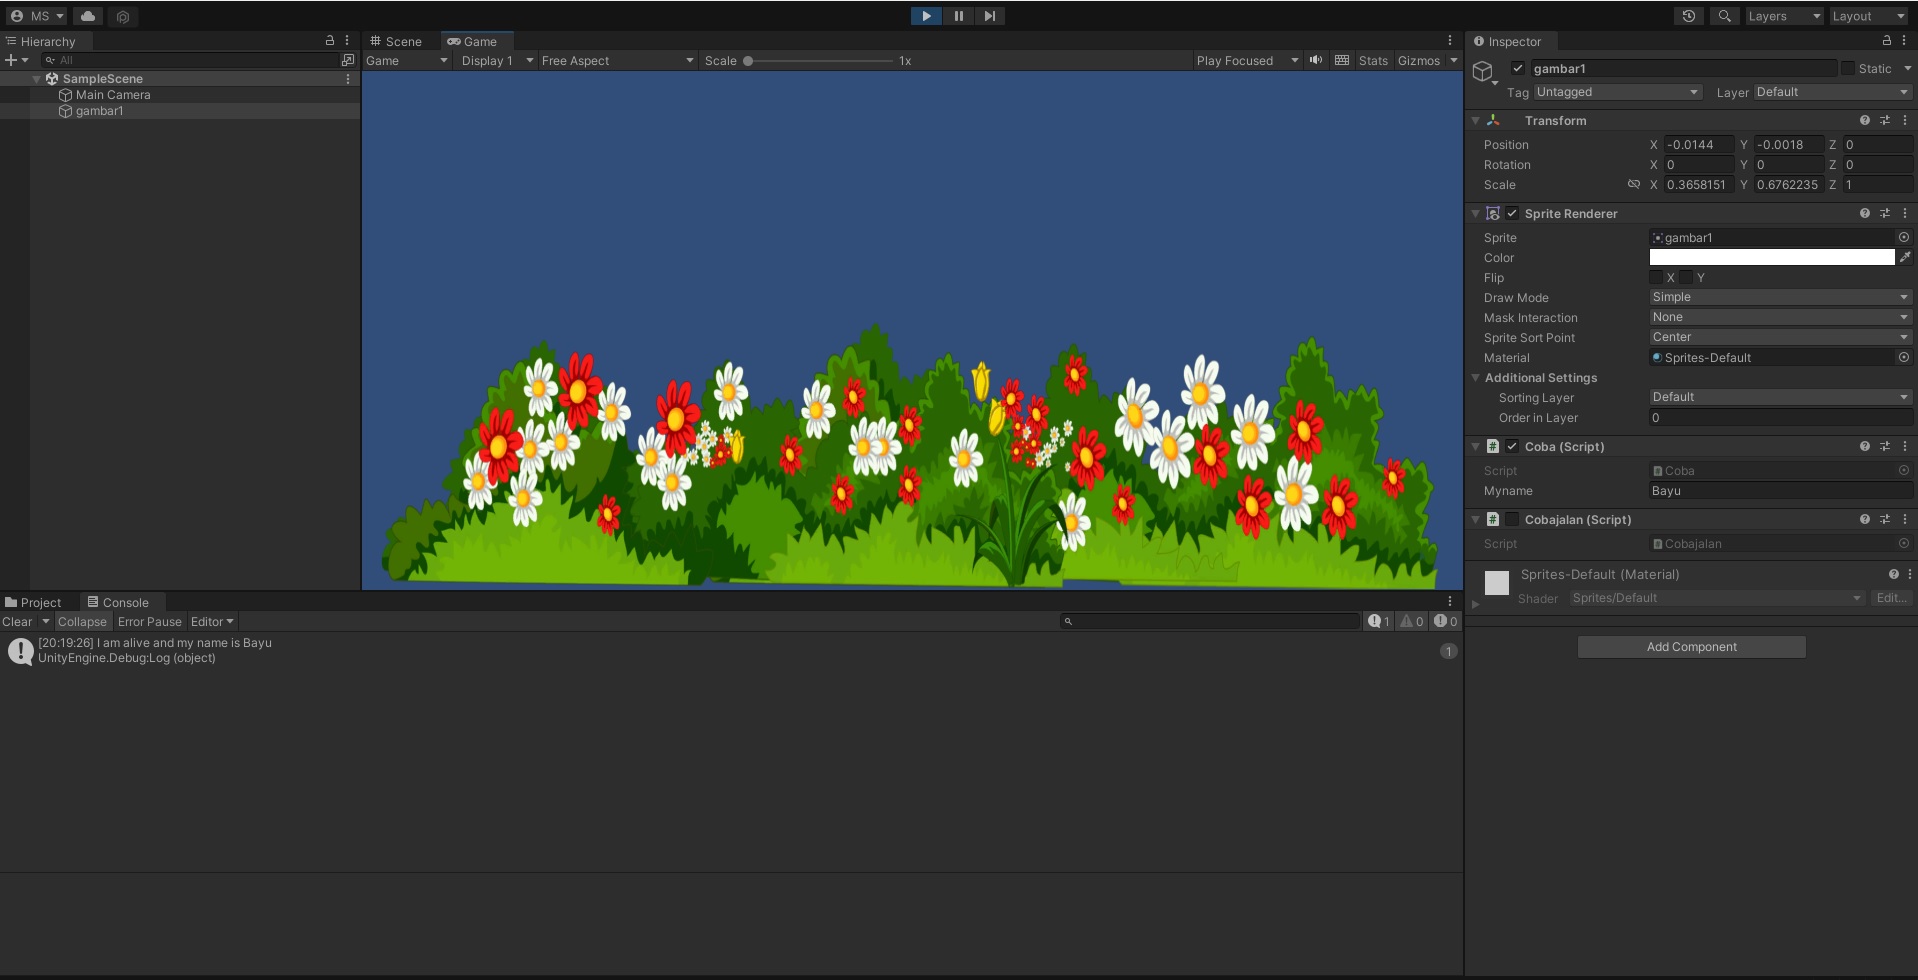 MS
Layers
Layout
Hierarchy
All
SampleScene
Main Camera
gambar1
Scene
Game
Game
Display 1
Free Aspect
Scale
1x
Play Focused
Stats
Gizmos
Project
Console
Clear
Collapse
Error Pause
Editor
1
0
0
[20:19:26] I am alive and my name is Bayu
UnityEngine.Debug:Log (object)
1
Inspector
gambar1
Static
Tag Untagged
Layer Default
Transform
Position X -0.0144 Y -0.0018 Z 0
Rotation X 0 Y 0 Z 0
Scale X 0.3658151 Y 0.6762235 Z 1
Sprite Renderer
Sprite gambar1
Color
Flip X Y
Draw Mode Simple
Mask Interaction None
Sprite Sort Point Center
Material Sprites-Default
Additional Settings
Sorting Layer Default
Order in Layer 0
# Coba (Script)
Script Coba
Myname Bayu
# Cobajalan (Script)
Script Cobajalan
Sprites-Default (Material)
Shader Sprites/Default Edit...
Add Component